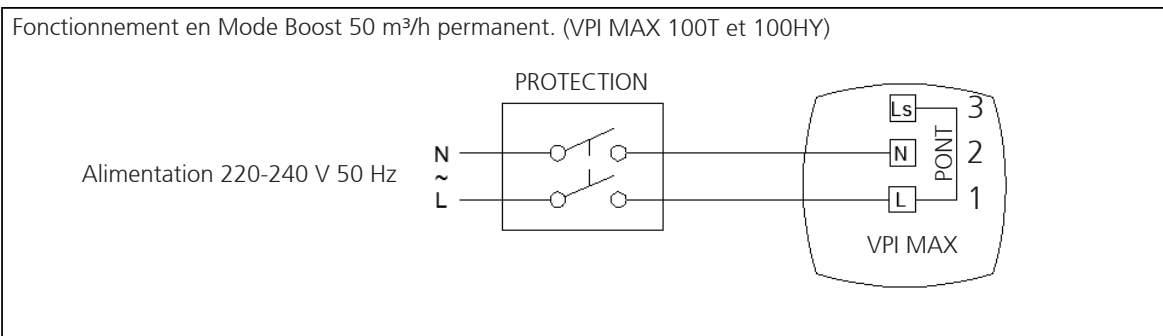 Fonctionnement en Mode Boost 50 m³/h permanent. (VPI MAX 100T et 100HY)
PROTECTION
Ls 3
N N 2
Alimentation 220-240 V 50 Hz ~ PONT
L L 1
VPI MAX